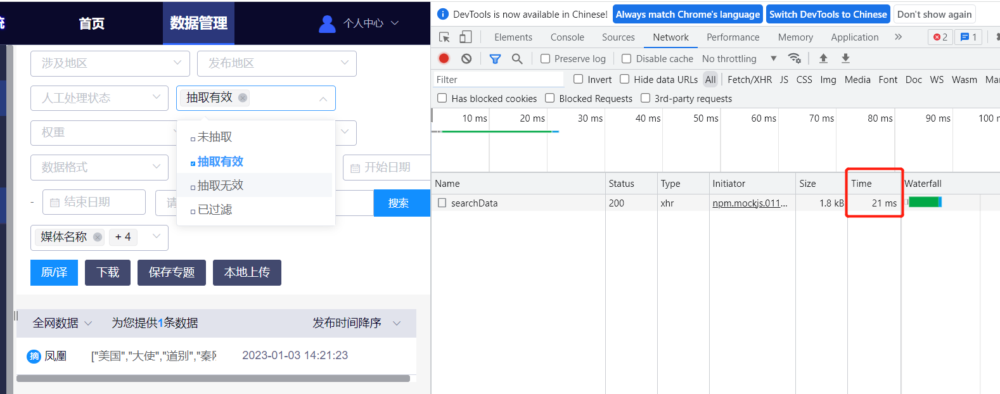 统 首页 数据管理 个人中心
涉及地区 发布地区
人工处理状态 抽取有效
权重
未抽取
抽取有效
数据格式 开始日期
抽取无效
- 结束日期 请 搜索
已过滤
媒体名称 + 4
原/译 下载 保存专题 本地上传
全网数据 为您提供1条数据 发布时间降序
摘 凤凰 ["美国","大使","道别","秦 2023-01-03 14:21:23
DevTools is now available in Chinese! Always match Chrome's language Switch DevTools to Chinese Don't show again
Elements Console Sources Network Performance Memory Application 2 1
Preserve log Disable cache No throttling
Filter Invert Hide data URLs All Fetch/XHR JS CSS Img Media Font Doc WS Wasm Mar
Has blocked cookies Blocked Requests 3rd-party requests
10 ms 20 ms 30 ms 40 ms 50 ms 60 ms 70 ms 80 ms 90 ms 100 m
Name Status Type Initiator Size Time Waterfall
searchData 200 xhr npm.mockjs.011... 1.8 kB 21 ms